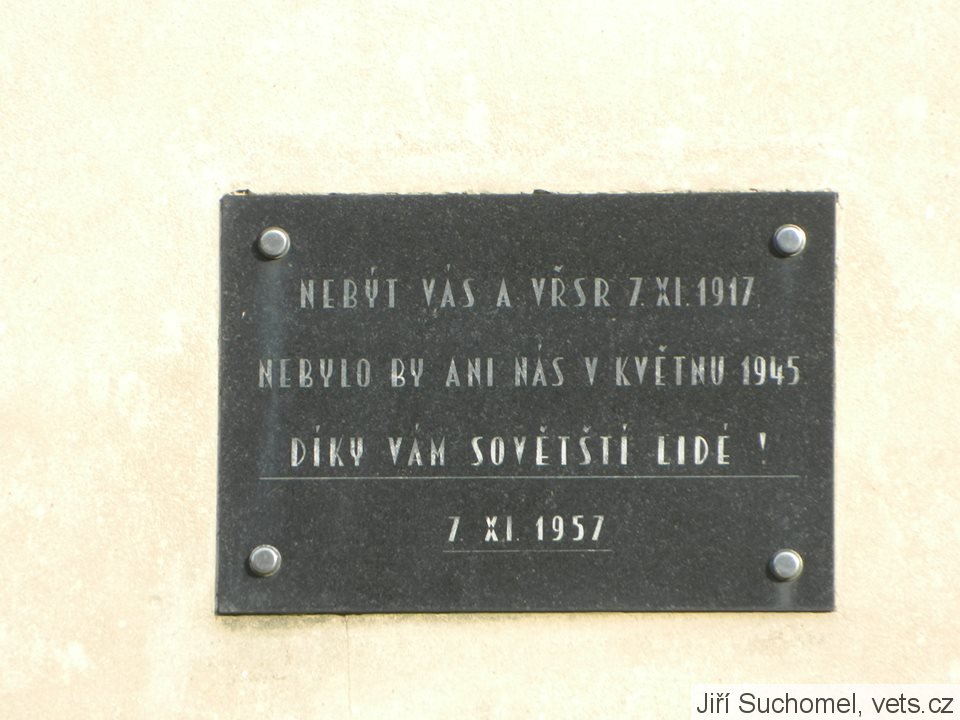 NEBÝT VÁS A VŘSR 7. XI. 1917
NEBYLO BY ANI NÁS V KVĚTNU 1945
DÍKY VÁM SOVĚTŠTÍ LIDÉ !
7. XI. 1957
Jiří Suchomel, vets.cz